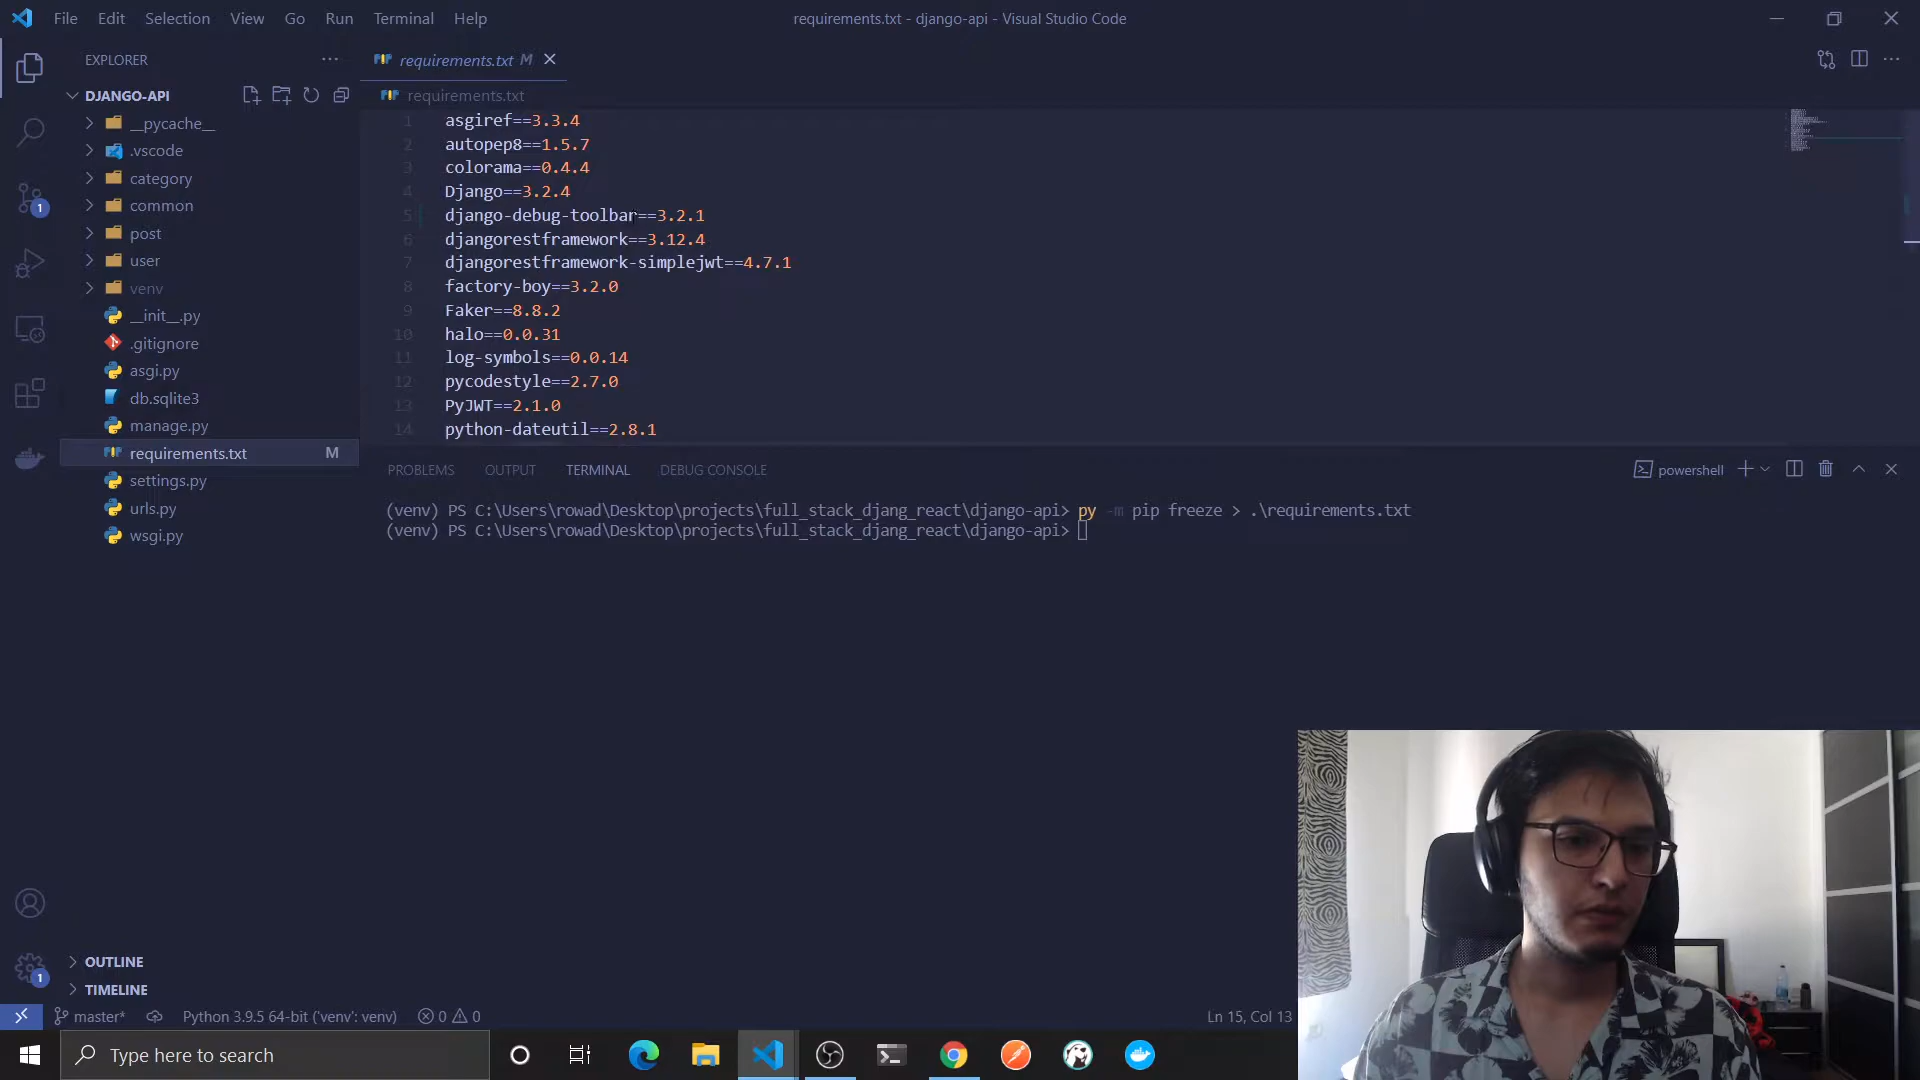 File Edit Selection View Go Run Terminal Help
requirements.txt - django-api - Visual Studio Code
EXPLORER
requirements.txt M
DJANGO-API
requirements.txt
__pycache__
.vscode
category
common
post
user
venv
__init__.py
.gitignore
asgi.py
db.sqlite3
manage.py
requirements.txt M
settings.py
urls.py
wsgi.py
1
1 asgiref==3.3.4
2 autopep8==1.5.7
3 colorama==0.4.4
4 Django==3.2.4
5 django-debug-toolbar==3.2.1
6 djangorestframework==3.12.4
7 djangorestframework-simplejwt==4.7.1
8 factory-boy==3.2.0
9 Faker==8.8.2
10 halo==0.0.31
11 log-symbols==0.0.14
12 pycodestyle==2.7.0
13 PyJWT==2.1.0
14 python-dateutil==2.8.1
PROBLEMS OUTPUT TERMINAL DEBUG CONSOLE
powershell
(venv) PS C:\Users\rowad\Desktop\projects\full_stack_djang_react\django-api> py -m pip freeze > .\requirements.txt
(venv) PS C:\Users\rowad\Desktop\projects\full_stack_djang_react\django-api>
OUTLINE
1
TIMELINE
master* Python 3.9.5 64-bit ('venv': venv) 0 0 Ln 15, Col 13
Type here to search